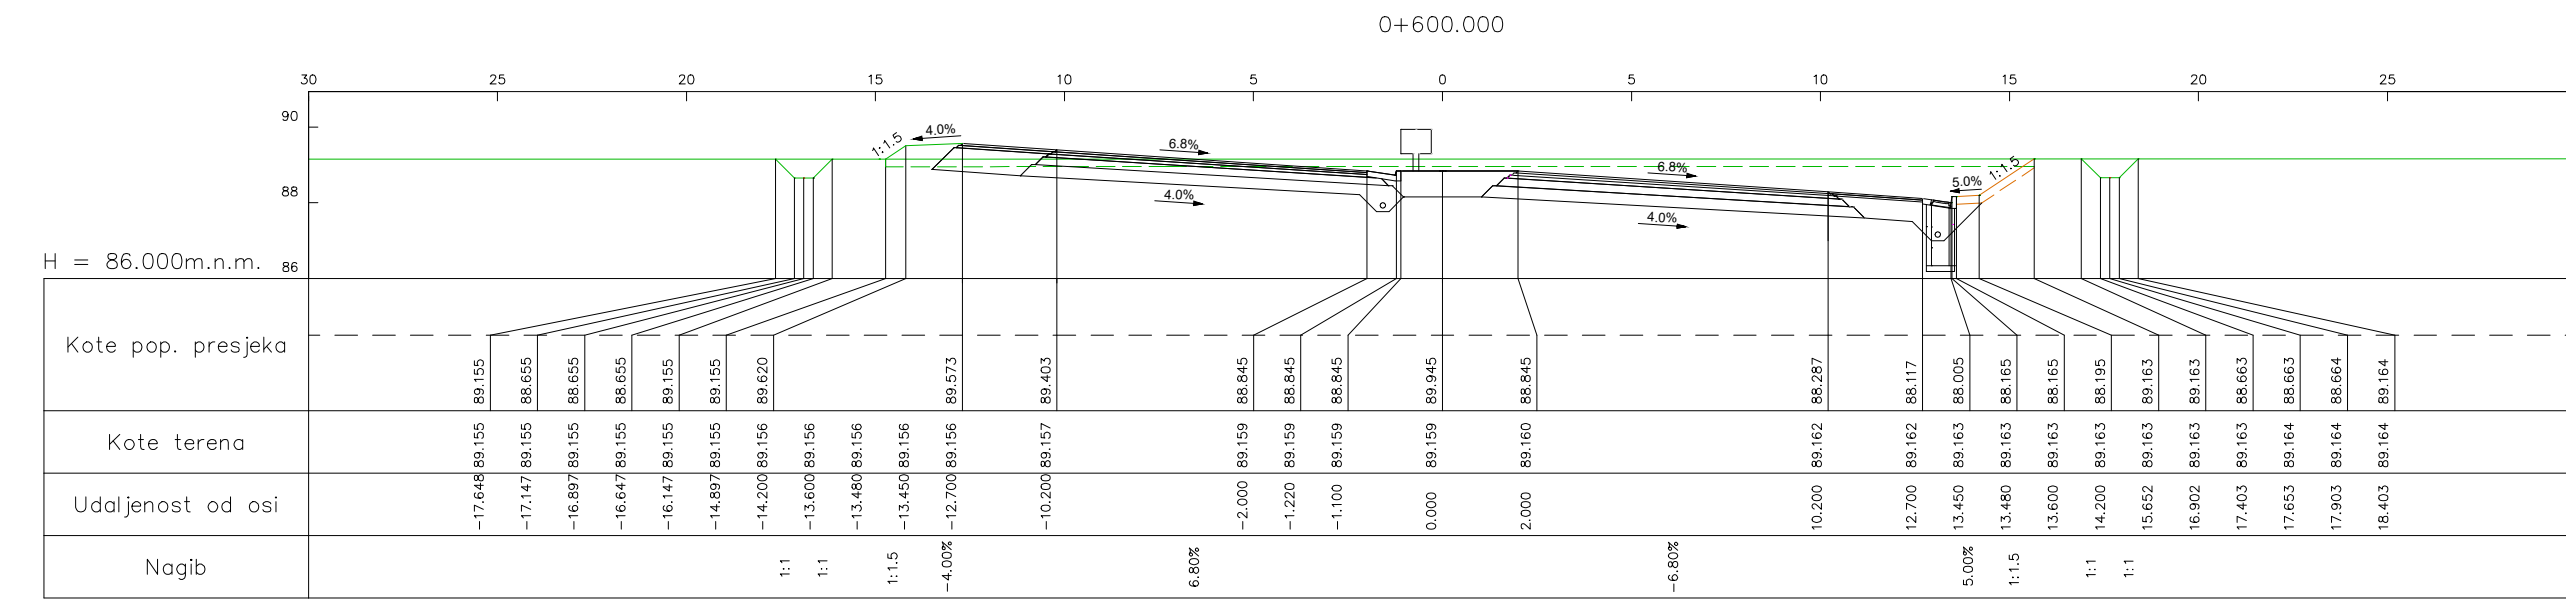 0+600.000
30 25 20 15 10 5 0 5 10 15 20 25
90
88
86
1:1.5 4.0% 6.8% 4.0% 6.8% 4.0% 5.0% 1:1.5
H = 86.000m.n.m.
Kote pop. presjeka 89.155 88.655 88.655 88.655 89.155 89.155 89.620 89.573 89.403 88.845 88.845 88.845 89.945 88.845 88.287 88.117 88.005 88.165 88.165 88.195 89.163 89.163 88.663 88.663 88.664 89.164
Kote terena 89.155 89.155 89.155 89.155 89.155 89.155 89.156 89.156 89.156 89.156 89.156 89.157 89.159 89.159 89.159 89.159 89.160 89.162 89.162 89.163 89.163 89.163 89.163 89.163 89.163 89.163 89.164 89.164 89.164
Udaljenost od osi -17.648 -17.147 -16.897 -16.647 -16.147 -14.897 -14.200 -13.600 -13.480 -13.450 -12.700 -10.200 -2.000 -1.220 -1.100 0.000 2.000 10.200 12.700 13.450 13.480 13.600 14.200 15.652 16.902 17.403 17.653 17.903 18.403
Nagib 1:1 1:1 1:1.5 -4.00% 6.80% -6.80% 5.00% 1:1.5 1:1 1:1